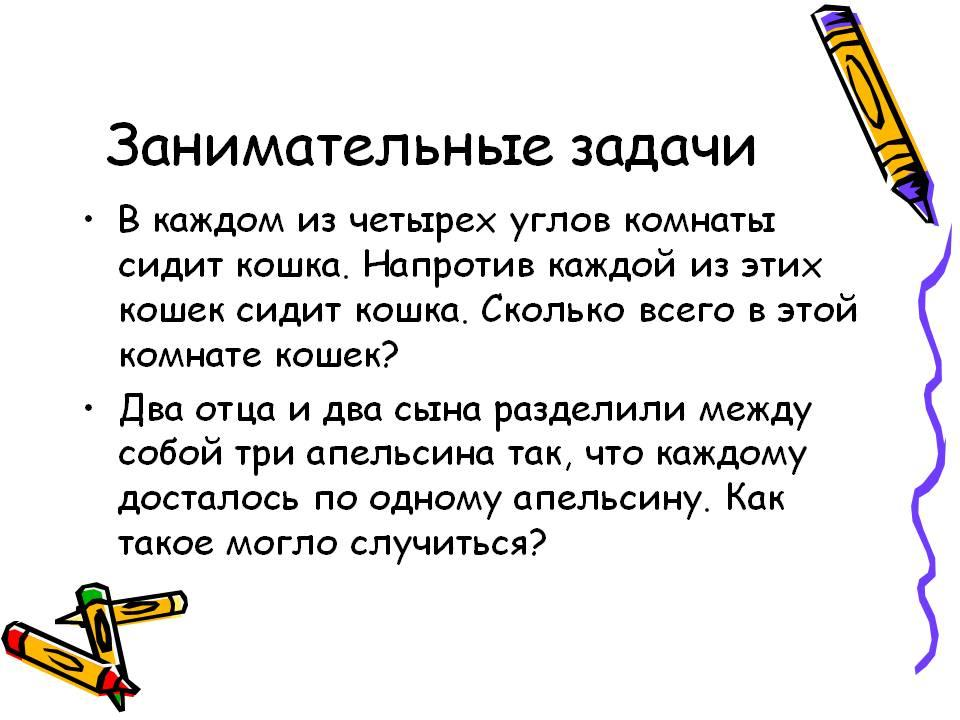 Занимательные задачи
• В каждом из четырех углов комнаты
сидит кошка. Напротив каждой из этих
кошек сидит кошка. Сколько всего в этой
комнате кошек?
• Два отца и два сына разделили между
собой три апельсина так, что каждому
досталось по одному апельсину. Как
такое могло случиться?